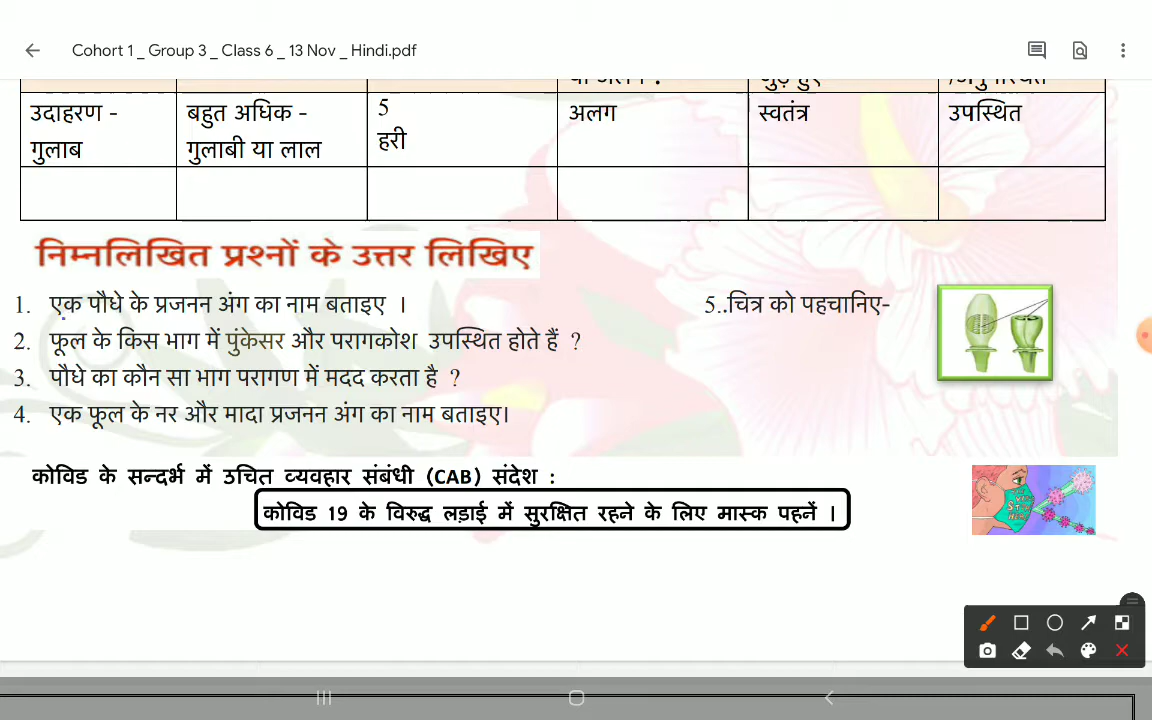 Cohort 1 _ Group 3 _ Class 6 _ 13 Nov _ Hindi.pdf
उदाहरण - गुलाब
बहुत अधिक - गुलाबी या लाल
5 हरी
अलग
स्वतंत्र
उपस्थित
निम्नलिखित प्रश्नों के उत्तर लिखिए
1. एक पौधे के प्रजनन अंग का नाम बताइए ।
2. फूल के किस भाग में पुंकेसर और परागकोश उपस्थित होते हैं ?
3. पौधे का कौन सा भाग परागण में मदद करता है ?
4. एक फूल के नर और मादा प्रजनन अंग का नाम बताइए।
5..चित्र को पहचानिए-
कोविड के सन्दर्भ में उचित व्यवहार संबंधी (CAB) संदेश :
कोविड 19 के विरुद्ध लड़ाई में सुरक्षित रहने के लिए मास्क पहनें ।